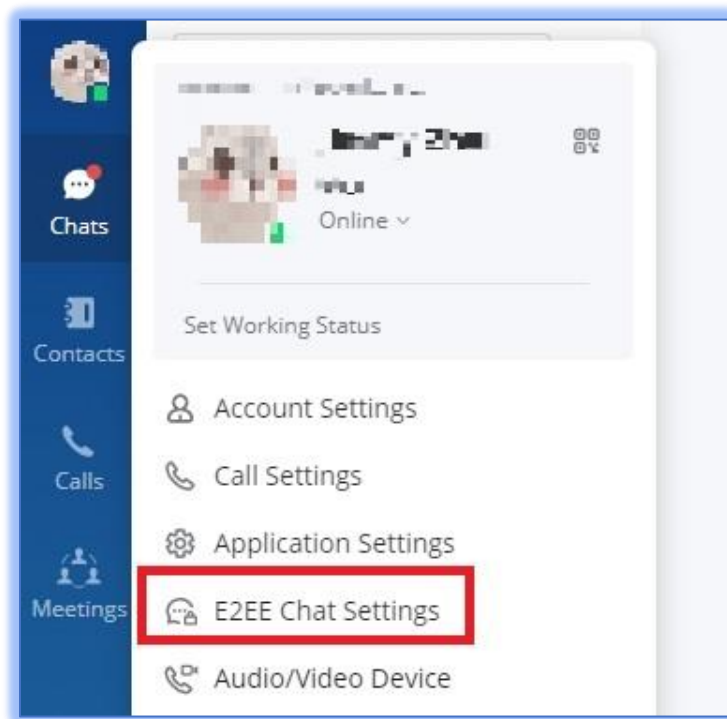 Online
Set Working Status
Chats
Contacts
Calls
Meetings
Account Settings
Call Settings
Application Settings
E2EE Chat Settings
Audio/Video Device